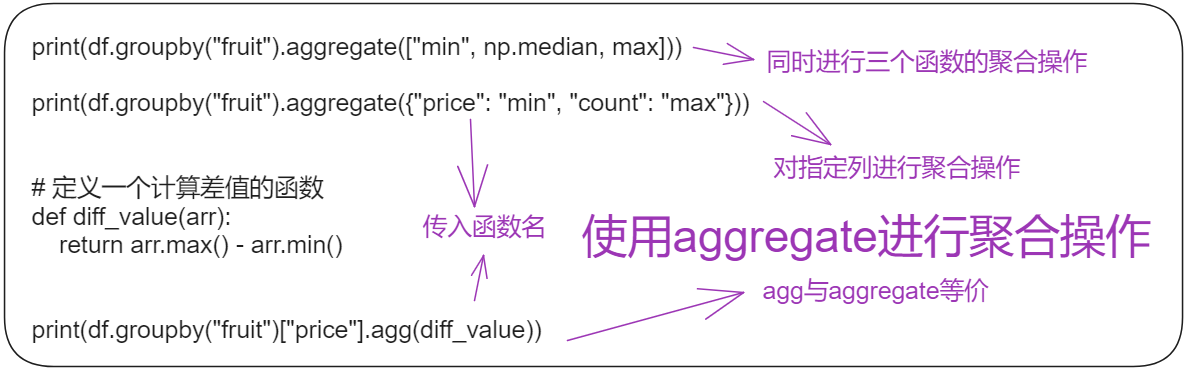 print(df.groupby("fruit").aggregate(["min", np.median, max]))
同时进行三个函数的聚合操作
print(df.groupby("fruit").aggregate({"price": "min", "count": "max"}))
对指定列进行聚合操作
# 定义一个计算差值的函数
def diff_value(arr):
    return arr.max() - arr.min()
传入函数名
使用aggregate进行聚合操作
agg与aggregate等价
print(df.groupby("fruit")["price"].agg(diff_value))